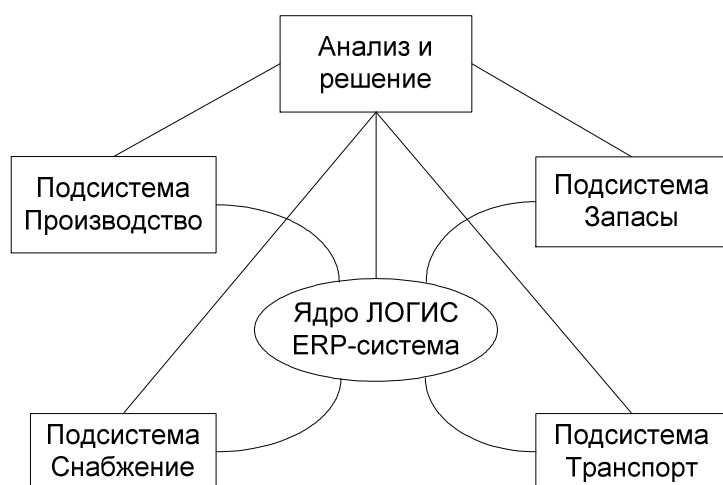 Анализ и
решение
Подсистема
Производство
Подсистема
Запасы
Ядро ЛОГИС
ERP-система
Подсистема
Снабжение
Подсистема
Транспорт